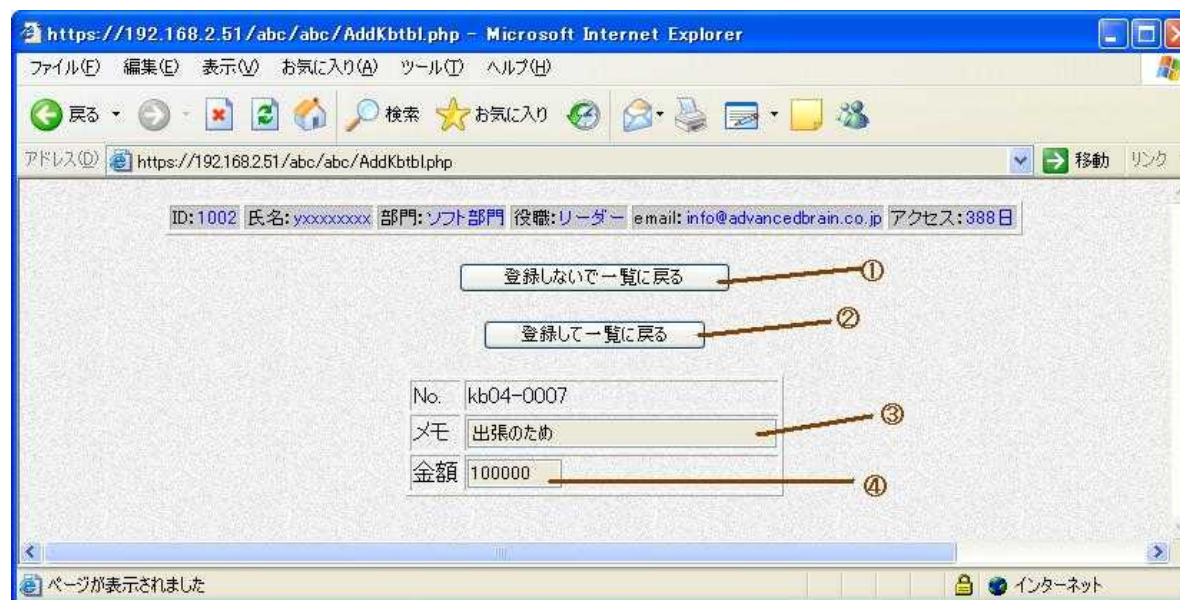 https://192.168.2.51/abc/abc/AddKbtbl.php - Microsoft Internet Explorer
ファイル(F) 編集(E) 表示(V) お気に入り(A) ツール(T) ヘルプ(H)
戻る 検索 お気に入り
アドレス(D) https://192.168.2.51/abc/abc/AddKbtbl.php 移動 リンク
ID:1002 氏名:yxxxxxxxx 部門:ソフト部門 役職:リーダー email:info@advancedbrain.co.jp アクセス:388日
登録しないで一覧に戻る ①
登録して一覧に戻る ②
No. kb04-0007
メモ 出張のため ③
金額 100000 ④
ページが表示されました インターネット